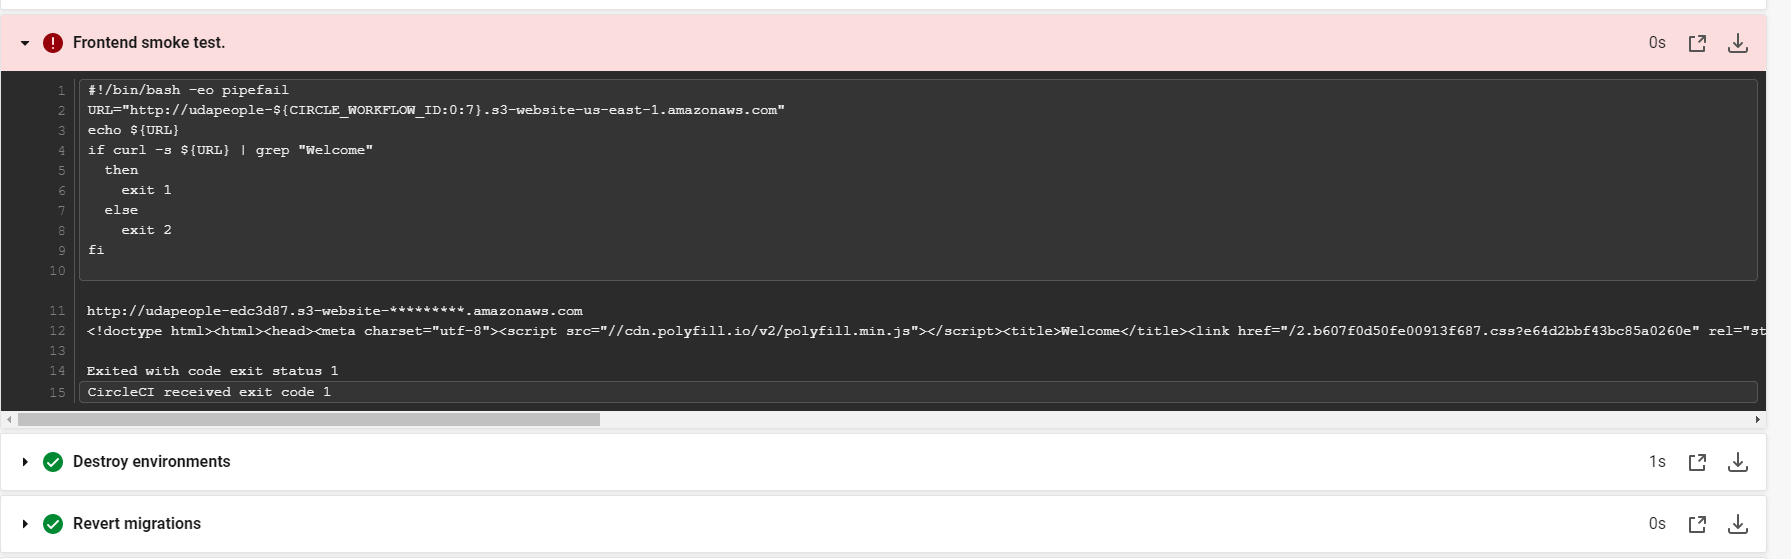 Frontend smoke test.
0s
1 #!/bin/bash -eo pipefail
2 URL="http://udapeople-${CIRCLE_WORKFLOW_ID:0:7}.s3-website-us-east-1.amazonaws.com"
3 echo ${URL}
4 if curl -s ${URL} | grep "Welcome"
5   then
6     exit 1
7   else
8     exit 2
9 fi
10
11 http://udapeople-edc3d87.s3-website-*********.amazonaws.com
12 <!doctype html><html><head><meta charset="utf-8"><script src="//cdn.polyfill.io/v2/polyfill.min.js"></script><title>Welcome</title><link href="/2.b607f0d50fe00913f687.css?e64d2bbf43bc85a0260e" rel="st
13
14 Exited with code exit status 1
15 CircleCI received exit code 1
Destroy environments
1s
Revert migrations
0s